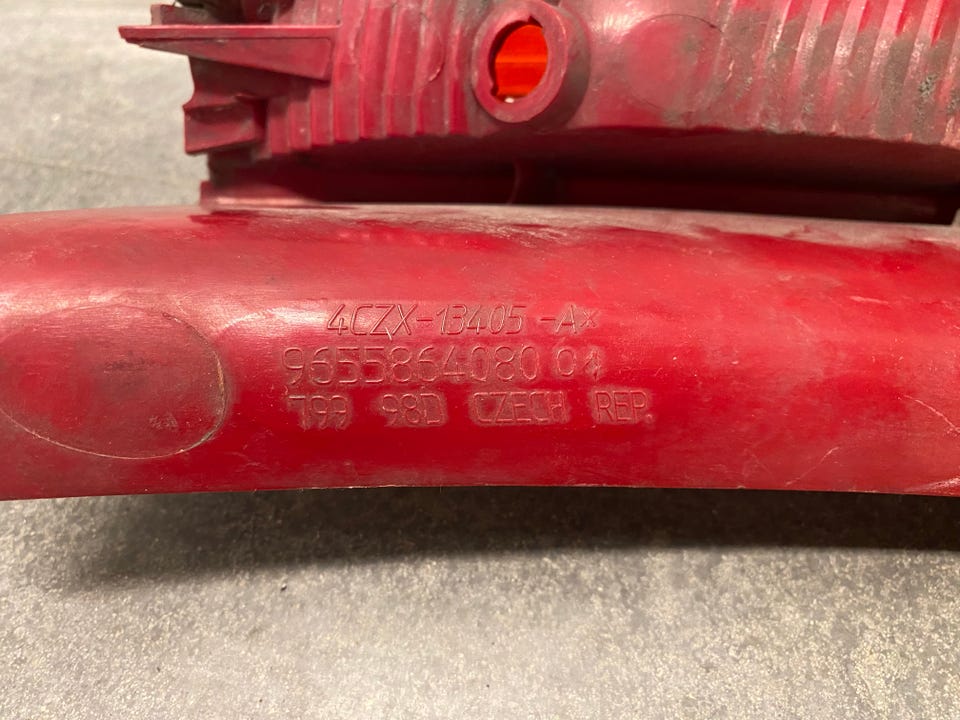 4CZX-13405-A*
9655864080 04
799 98D CZECH REP.